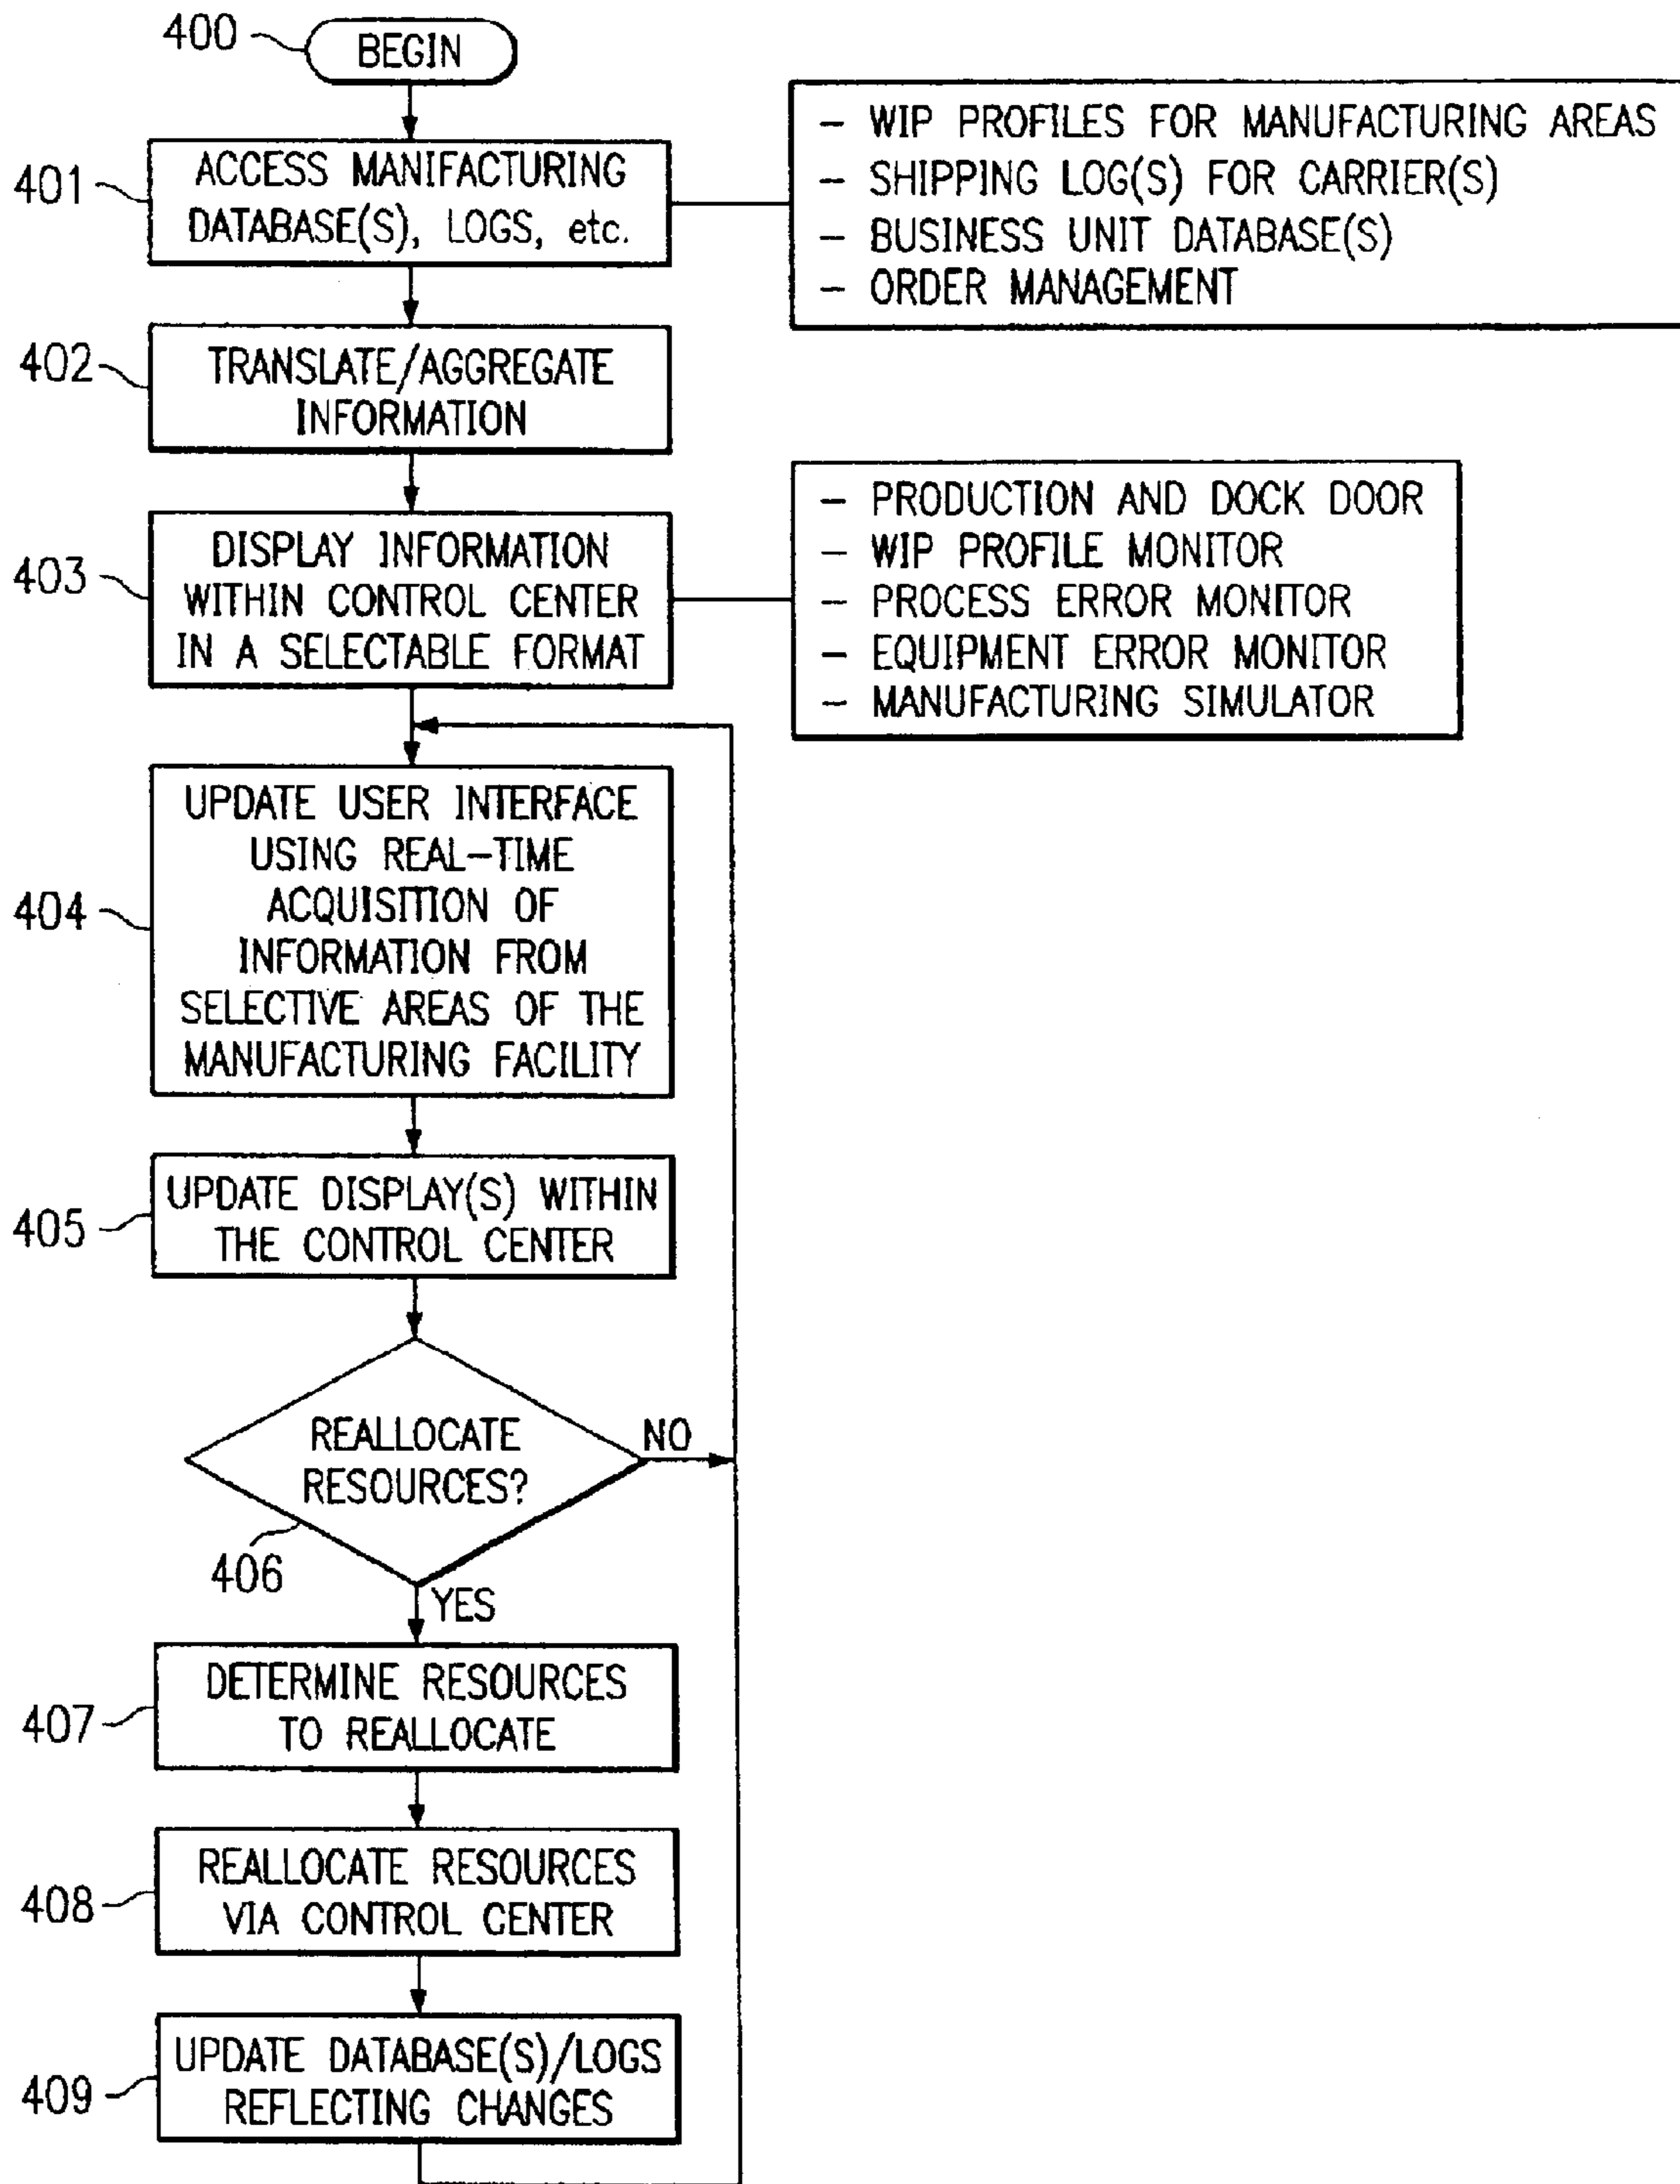 400
BEGIN
401
ACCESS MANIFACTURING
DATABASE(S), LOGS, etc.
- WIP PROFILES FOR MANUFACTURING AREAS
- SHIPPING LOG(S) FOR CARRIER(S)
- BUSINESS UNIT DATABASE(S)
- ORDER MANAGEMENT
402
TRANSLATE/AGGREGATE
INFORMATION
403
DISPLAY INFORMATION
WITHIN CONTROL CENTER
IN A SELECTABLE FORMAT
- PRODUCTION AND DOCK DOOR
- WIP PROFILE MONITOR
- PROCESS ERROR MONITOR
- EQUIPMENT ERROR MONITOR
- MANUFACTURING SIMULATOR
404
UPDATE USER INTERFACE
USING REAL-TIME
ACQUISITION OF
INFORMATION FROM
SELECTIVE AREAS OF THE
MANUFACTURING FACILITY
405
UPDATE DISPLAY(S) WITHIN
THE CONTROL CENTER
REALLOCATE
RESOURCES?
NO
406
YES
407
DETERMINE RESOURCES
TO REALLOCATE
408
REALLOCATE RESOURCES
VIA CONTROL CENTER
409
UPDATE DATABASE(S)/LOGS
REFLECTING CHANGES